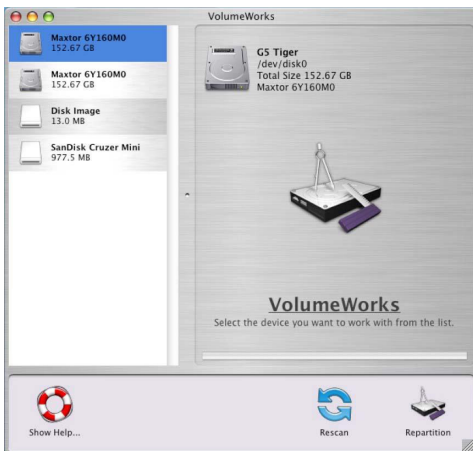 VolumeWorks
Maxtor 6Y160M0
152.67 GB
Maxtor 6Y160M0
152.67 GB
Disk Image
13.0 MB
SanDisk Cruzer Mini
977.5 MB
G5 Tiger
/dev/disk0
Total Size 152.67 GB
Maxtor 6Y160M0
VolumeWorks
Select the device you want to work with from the list.
Show Help...
Rescan
Repartition